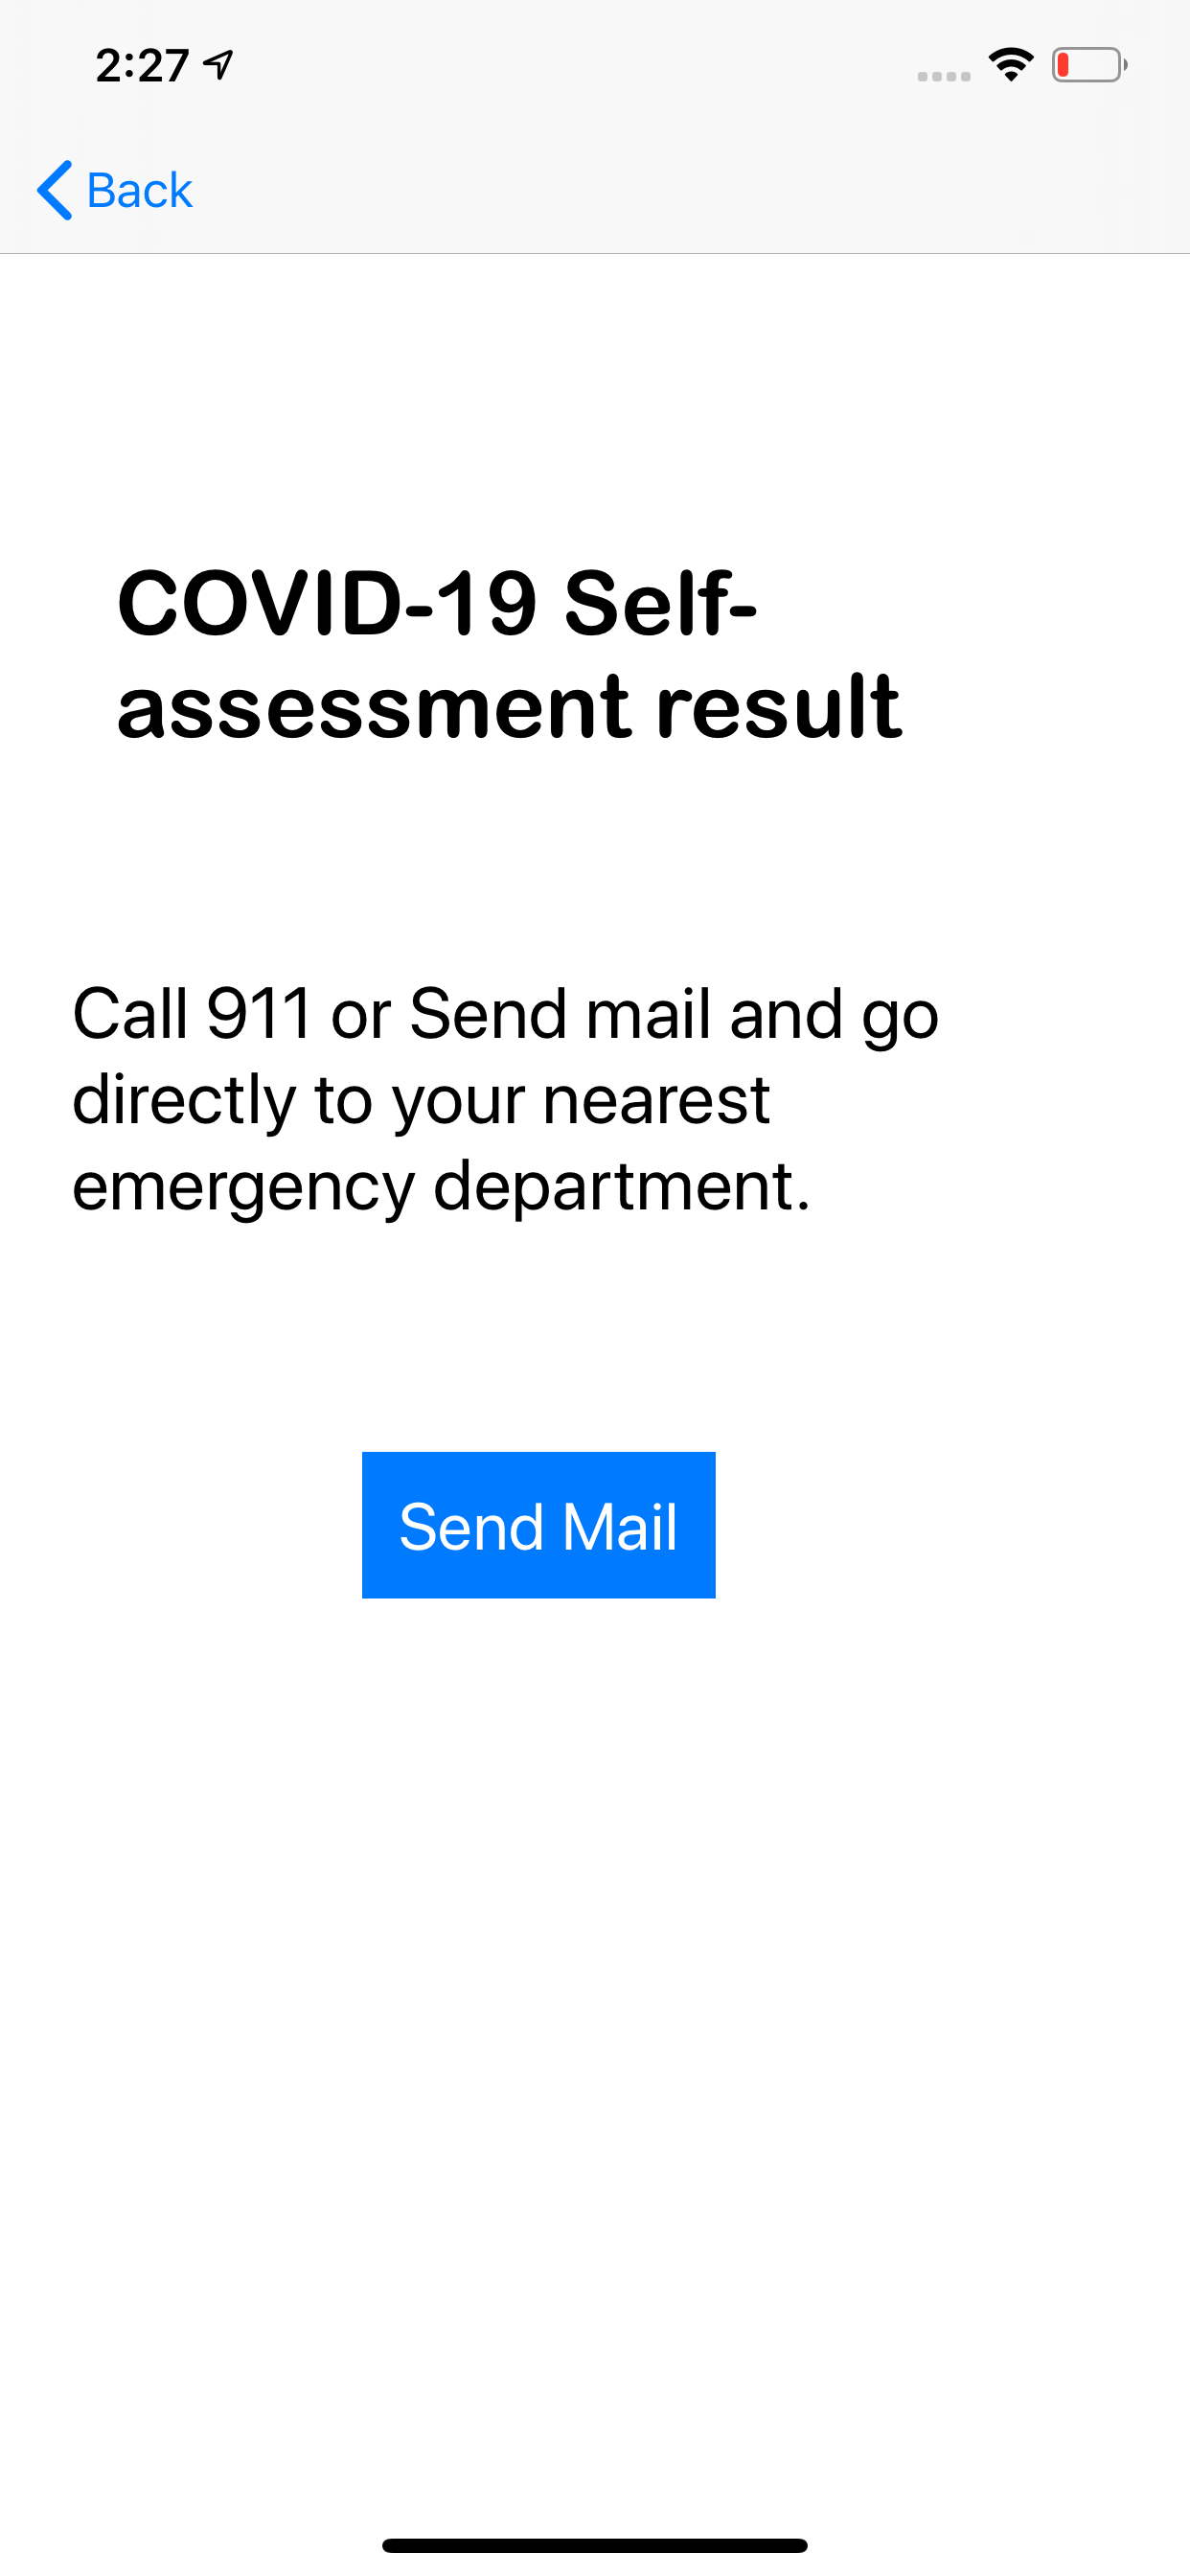 2:27
Back
COVID-19 Self-
assessment result
Call 911 or Send mail and go
directly to your nearest
emergency department.
Send Mail